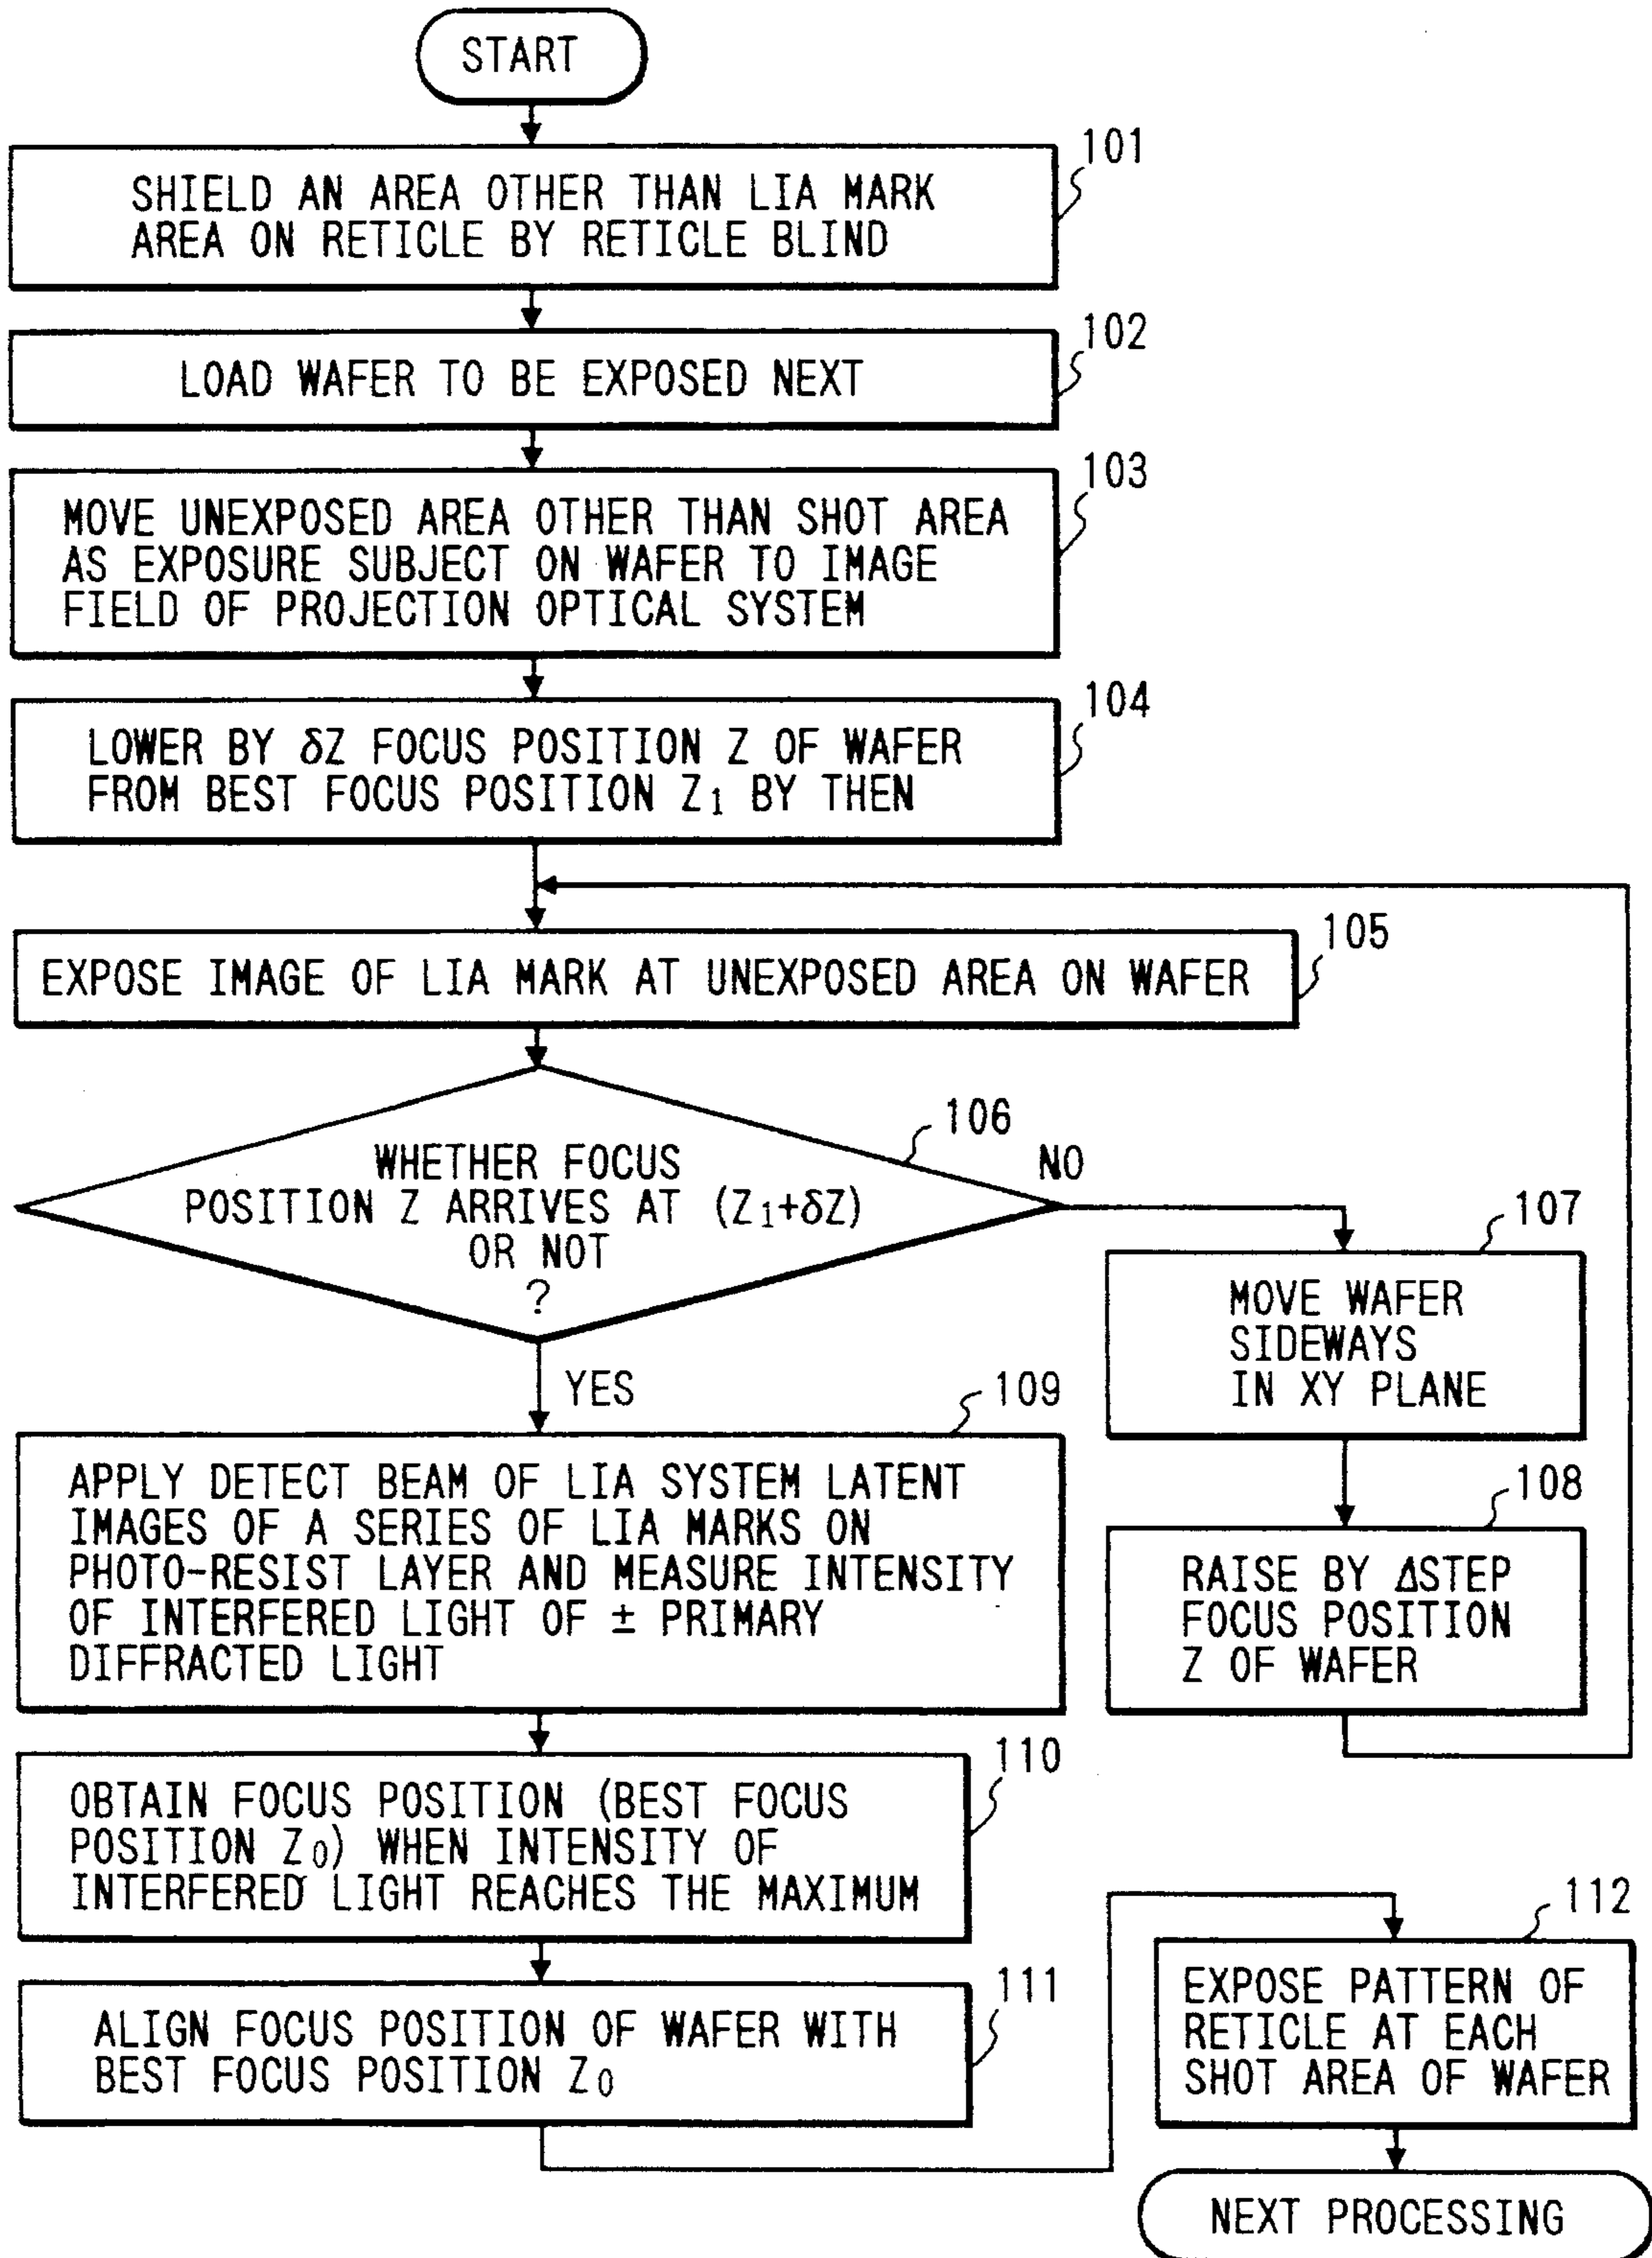 START
101
SHIELD AN AREA OTHER THAN LIA MARK
AREA ON RETICLE BY RETICLE BLIND
102
LOAD WAFER TO BE EXPOSED NEXT
103
MOVE UNEXPOSED AREA OTHER THAN SHOT AREA
AS EXPOSURE SUBJECT ON WAFER TO IMAGE
FIELD OF PROJECTION OPTICAL SYSTEM
104
LOWER BY δZ FOCUS POSITION Z OF WAFER
FROM BEST FOCUS POSITION Z₁ BY THEN
105
EXPOSE IMAGE OF LIA MARK AT UNEXPOSED AREA ON WAFER
106
WHETHER FOCUS
POSITION Z ARRIVES AT (Z₁+δZ)
OR NOT
?
NO
107
MOVE WAFER
SIDEWAYS
IN XY PLANE
108
RAISE BY ΔSTEP
FOCUS POSITION
Z OF WAFER
YES
109
APPLY DETECT BEAM OF LIA SYSTEM LATENT
IMAGES OF A SERIES OF LIA MARKS ON
PHOTO-RESIST LAYER AND MEASURE INTENSITY
OF INTERFERED LIGHT OF ± PRIMARY
DIFFRACTED LIGHT
110
OBTAIN FOCUS POSITION (BEST FOCUS
POSITION Z₀) WHEN INTENSITY OF
INTERFERED LIGHT REACHES THE MAXIMUM
111
ALIGN FOCUS POSITION OF WAFER WITH
BEST FOCUS POSITION Z₀
112
EXPOSE PATTERN OF
RETICLE AT EACH
SHOT AREA OF WAFER
NEXT PROCESSING